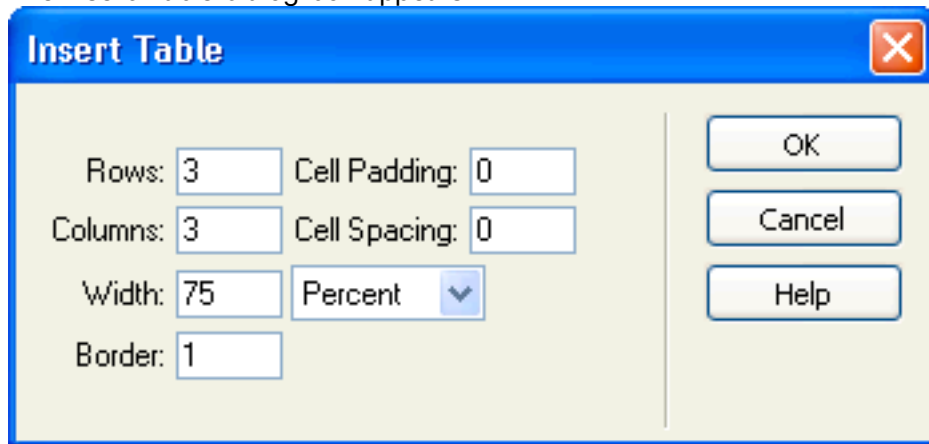 Insert Table
Rows: 3 Cell Padding: 0
Columns: 3 Cell Spacing: 0
Width: 75 Percent
Border: 1
OK
Cancel
Help